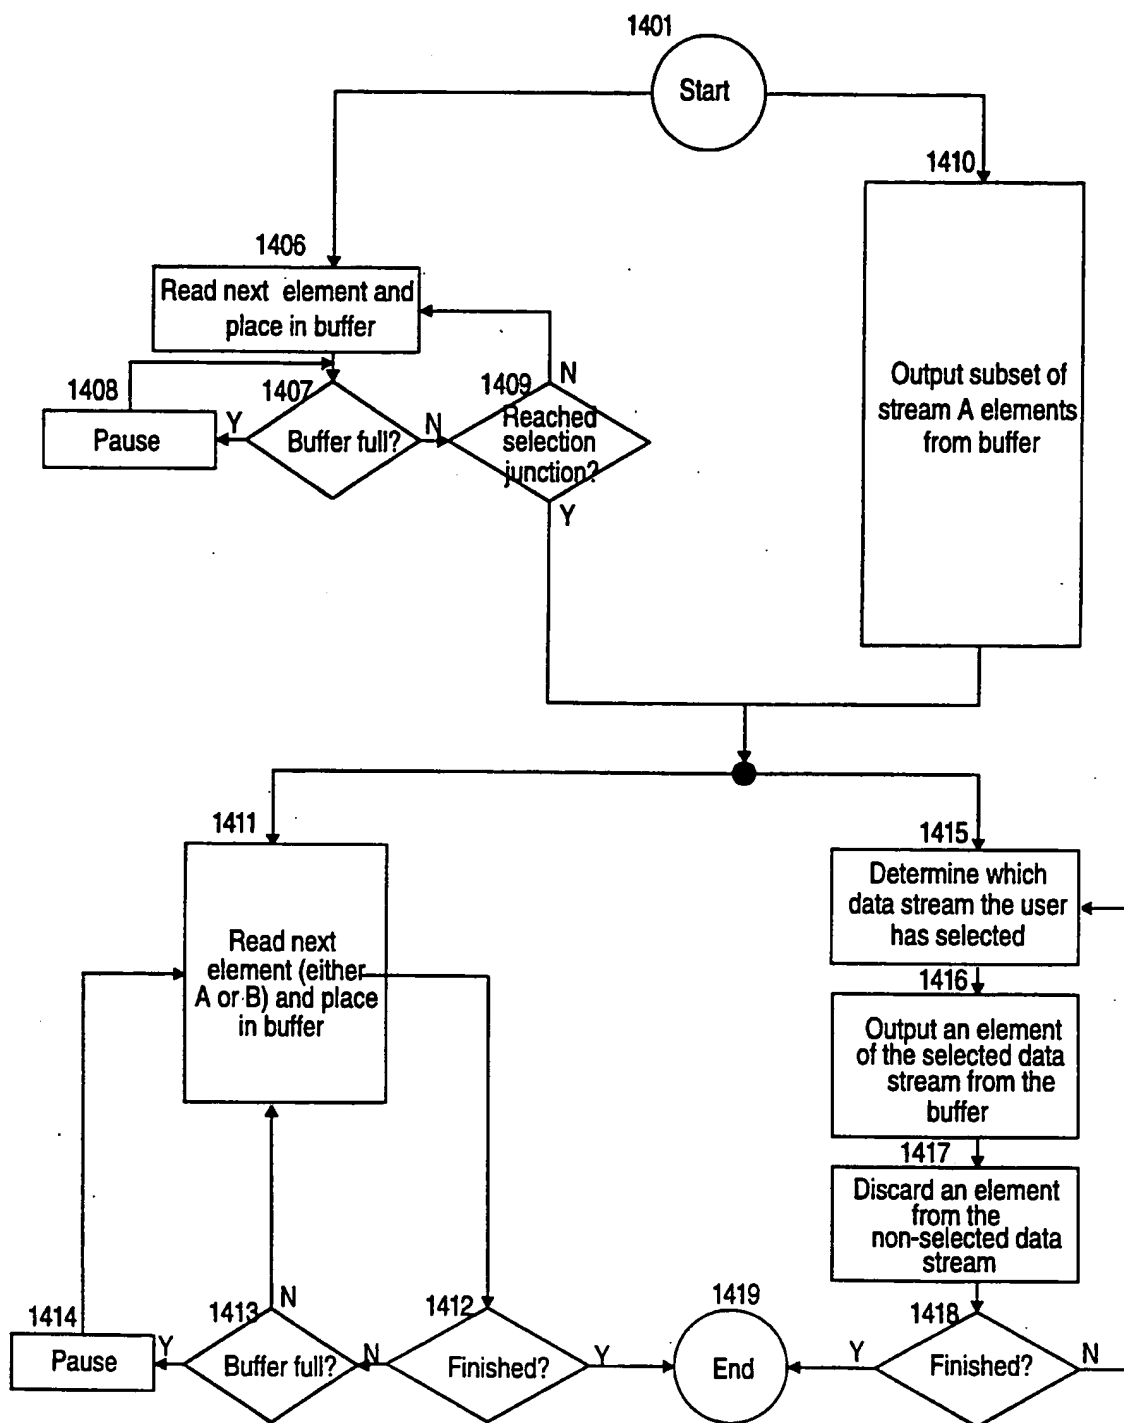 1401
Start
1410
1406
Read next element and
place in buffer
1408
1407
1409
N
Y
N
Pause
Buffer full?
Reached
selection
junction?
Y
Output subset of
stream A elements
from buffer
1411
Read next
element (either
A or B) and place
in buffer
1415
Determine which
data stream the user
has selected
1416
Output an element
of the selected data
stream from the
buffer
1417
Discard an element
from the
non-selected data
stream
1414
1413
N
1412
1419
1418
Pause
Y
Buffer full?
N
Finished?
Y
End
Y
Finished?
N